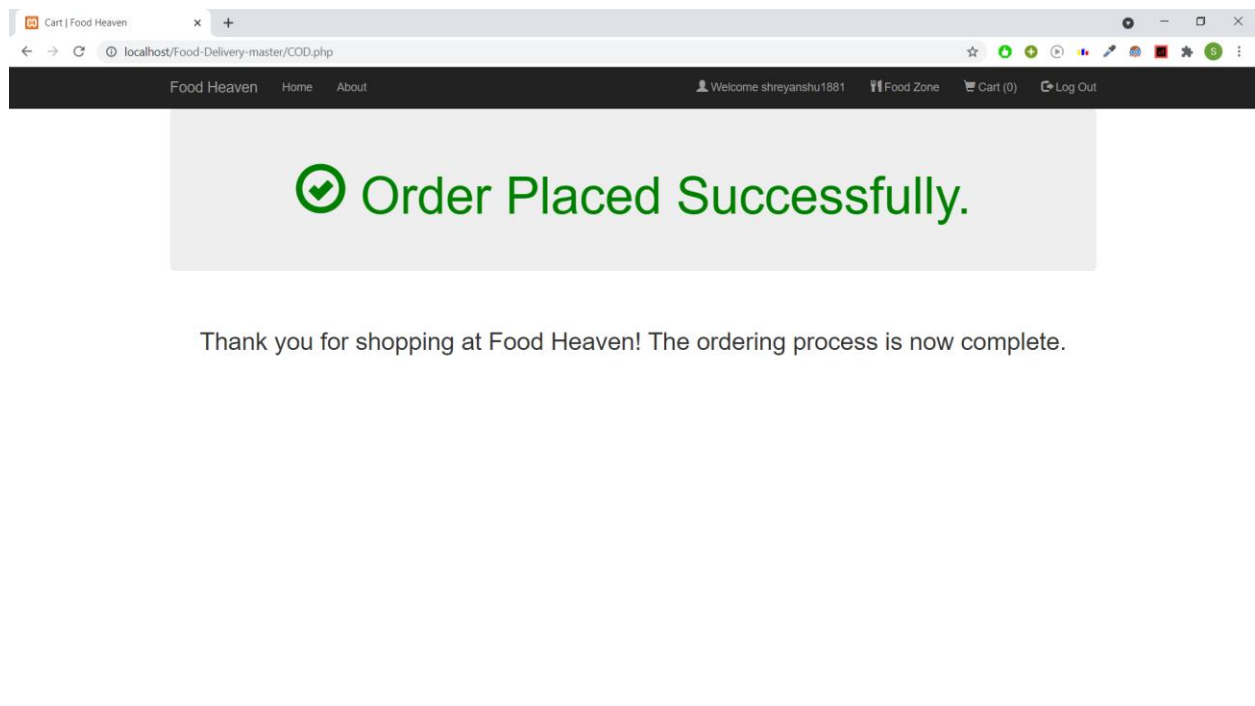 Cart | Food Heaven
localhost/Food-Delivery-master/COD.php
S
Food Heaven Home About Welcome shreyanshu1881 Food Zone Cart (0) Log Out
Order Placed Successfully.
Thank you for shopping at Food Heaven! The ordering process is now complete.